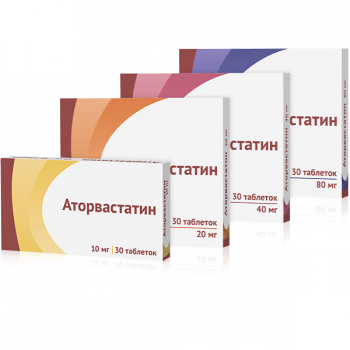 Аторвастатин
10 мг 30 таблеток
статин
30 таблеток
20 мг
статин
30 таблеток
40 мг
статин
30 таблеток
80 мг